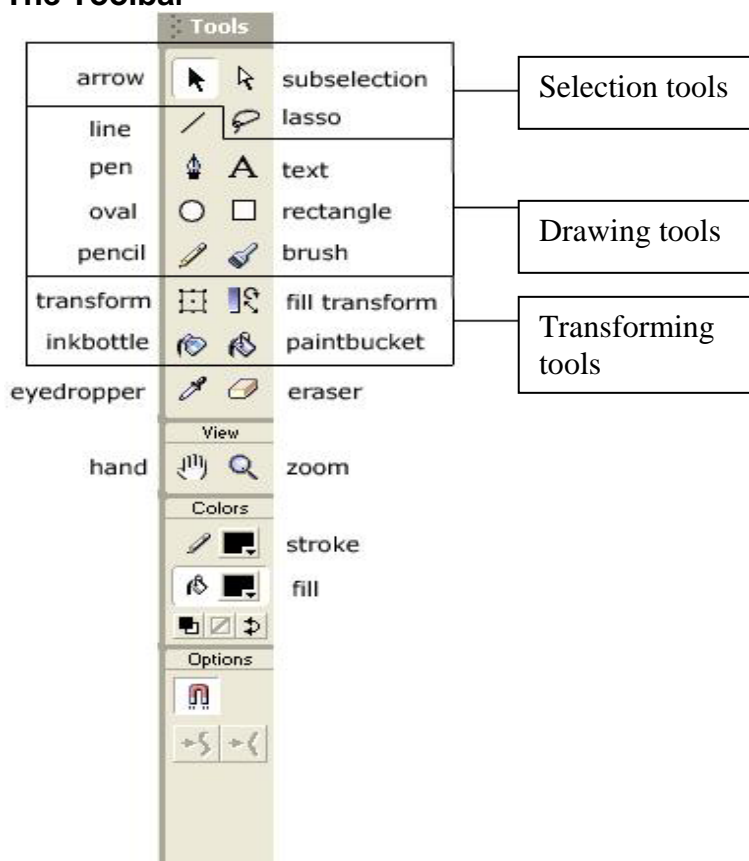 The Toolbar
Tools
arrow subselection
Selection tools
line lasso
pen A text
oval rectangle
Drawing tools
pencil brush
transform fill transform
Transforming
tools
inkbottle paintbucket
eyedropper eraser
View
hand zoom
Colors
stroke
fill
Options